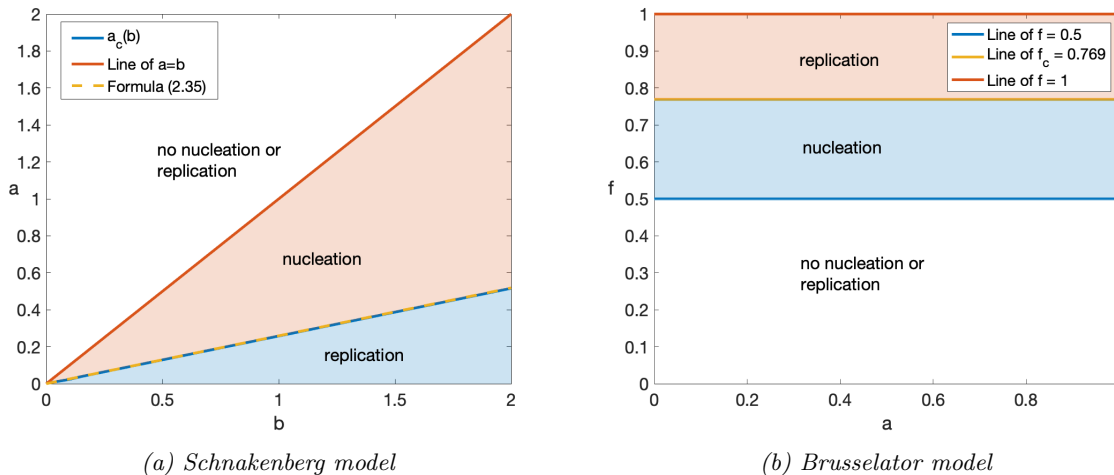 2
1.8
1.6
1.4
1.2
1
0.8
0.6
0.4
0.2
0
a
a_c(b)
Line of a=b
Formula (2.35)
no nucleation or
replication
nucleation
replication
0 0.5 1 1.5 2
b
(a) Schnakenberg model
1
0.9
0.8
0.7
0.6
0.5
0.4
0.3
0.2
0.1
0
f
Line of f = 0.5
Line of f_c = 0.769
Line of f = 1
replication
nucleation
no nucleation or
replication
0 0.2 0.4 0.6 0.8
a
(b) Brusselator model